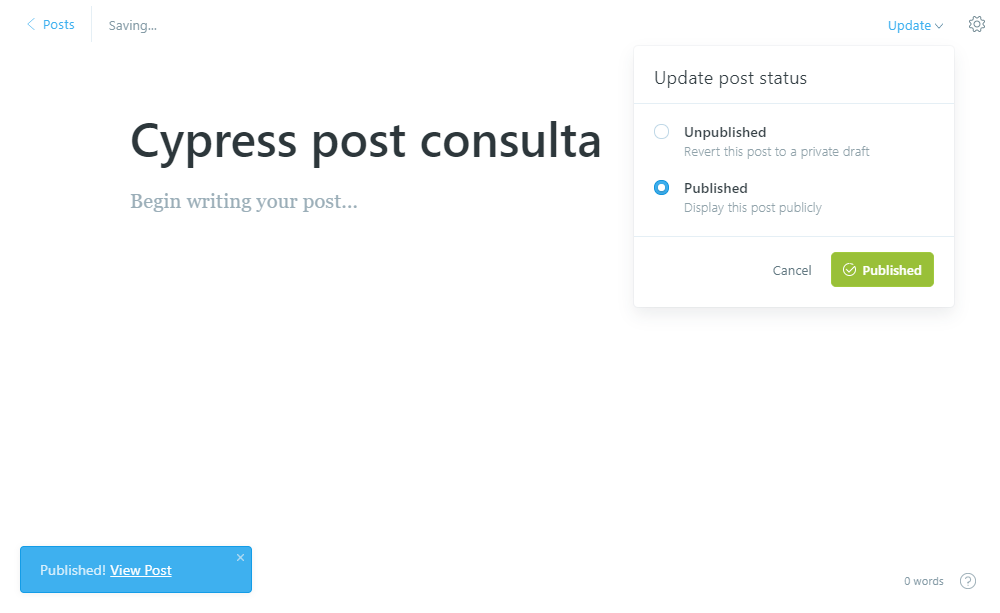 Posts
Saving...
Update
Update post status
Unpublished
Revert this post to a private draft
Published
Display this post publicly
Cancel
Published
Cypress post consulta
Begin writing your post...
Published! View Post
×
0 words
?